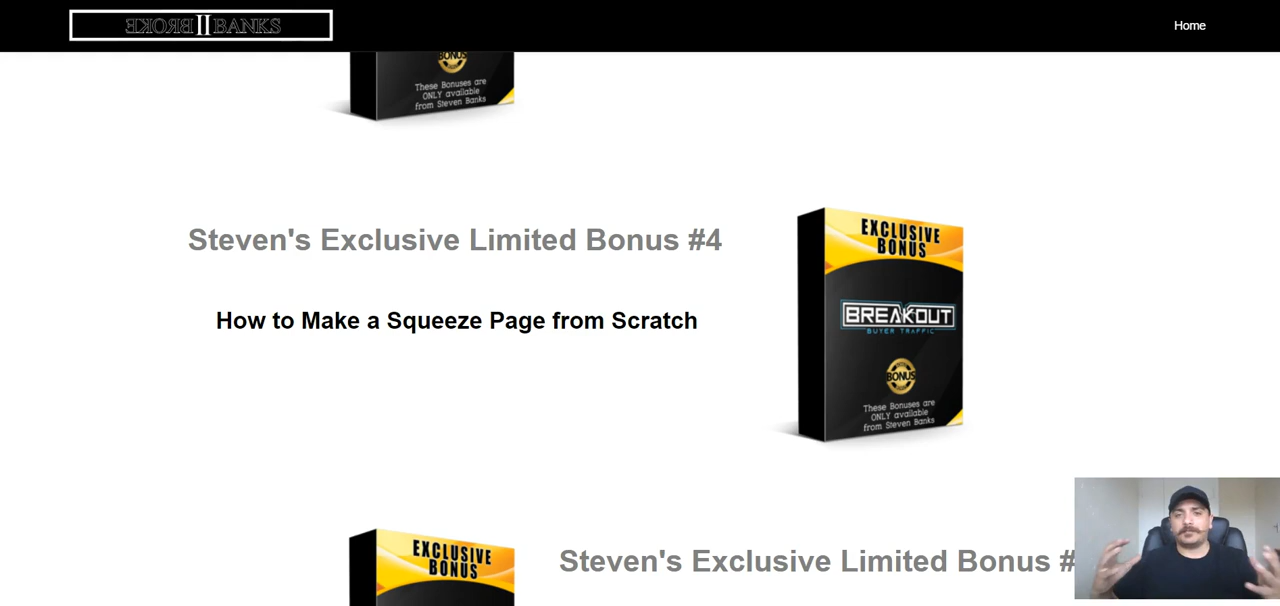 BROKE II BANKS
Home
BONUS
These Bonuses are
ONLY available
from Steven Banks
Steven's Exclusive Limited Bonus #4
How to Make a Squeeze Page from Scratch
EXCLUSIVE
BONUS
BREAKOUT
BUYER TRAFFIC
BONUS
These Bonuses are
ONLY available
from Steven Banks
EXCLUSIVE
BONUS
Steven's Exclusive Limited Bonus #